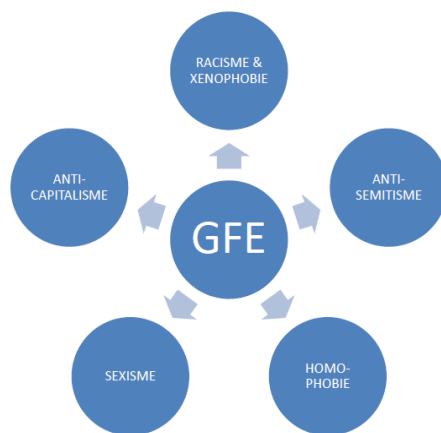 RACISME &
XENOPHOBIE
ANTI-
CAPITALISME
ANTI-
SEMITISME
GFE
SEXISME
HOMO-
PHOBIE